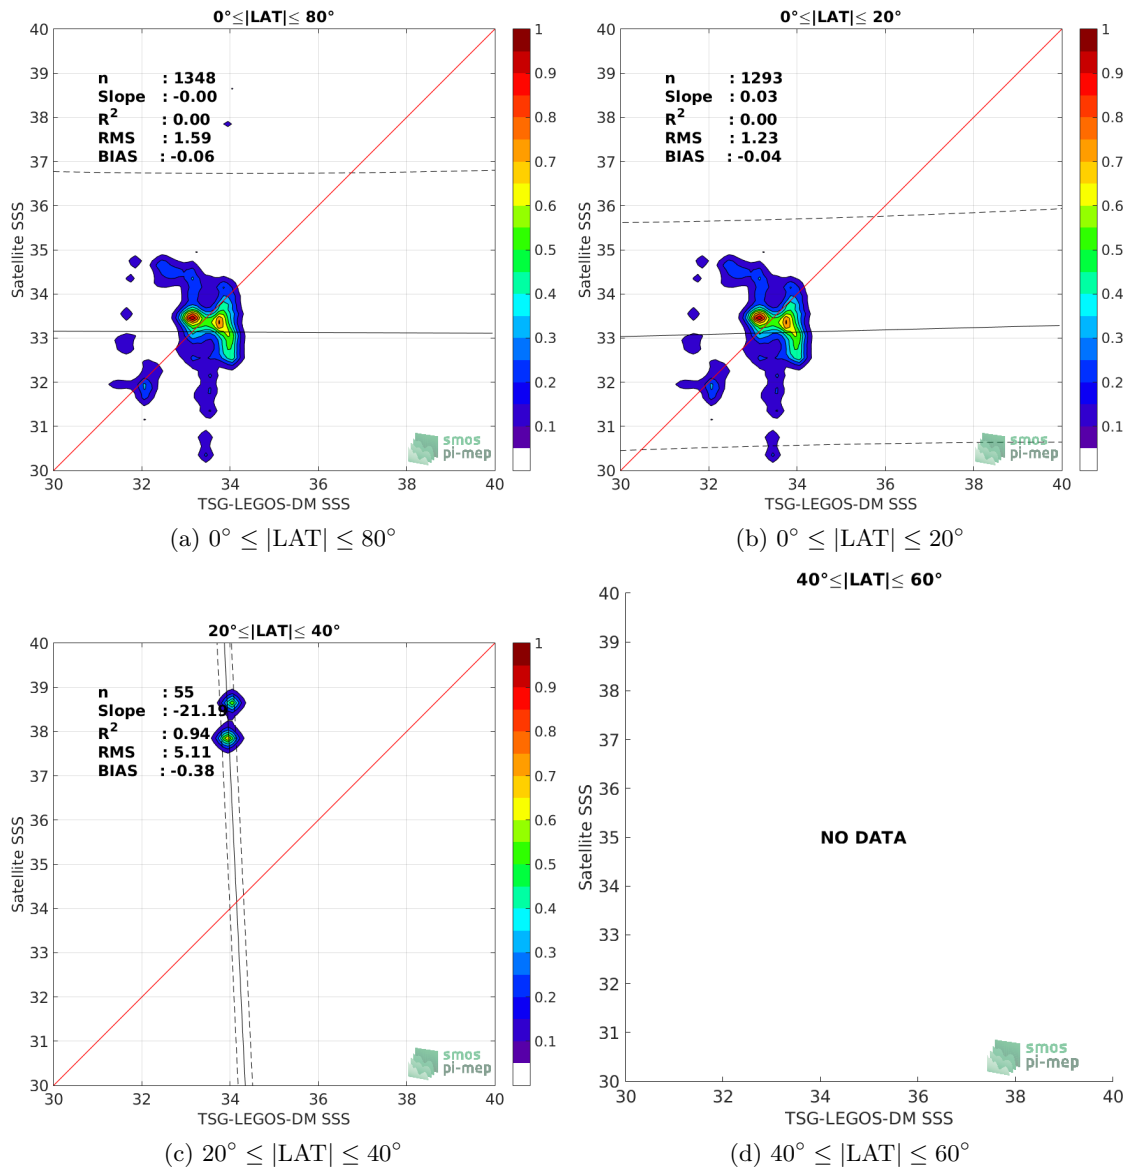 0°≤|LAT|≤ 80°
40
39
38
37
36
35
34
33
32
31
30
n : 1348
Slope : -0.00
R2 : 0.00
RMS : 1.59
BIAS : -0.06
Satellite SSS
30 32 34 36 38 40
TSG-LEGOS-DM SSS
1
0.9
0.8
0.7
0.6
0.5
0.4
0.3
0.2
0.1
smos
pi-mep
(a) 0° ≤ |LAT| ≤ 80°
0°≤|LAT|≤ 20°
40
39
38
37
36
35
34
33
32
31
30
n : 1293
Slope : 0.03
R2 : 0.00
RMS : 1.23
BIAS : -0.04
Satellite SSS
30 32 34 36 38 40
TSG-LEGOS-DM SSS
1
0.9
0.8
0.7
0.6
0.5
0.4
0.3
0.2
0.1
smos
pi-mep
(b) 0° ≤ |LAT| ≤ 20°
20°≤|LAT|≤ 40°
40
39
38
37
36
35
34
33
32
31
30
n : 55
Slope : -21.19
R2 : 0.94
RMS : 5.11
BIAS : -0.38
Satellite SSS
30 32 34 36 38 40
TSG-LEGOS-DM SSS
1
0.9
0.8
0.7
0.6
0.5
0.4
0.3
0.2
0.1
smos
pi-mep
(c) 20° ≤ |LAT| ≤ 40°
40°≤|LAT|≤ 60°
40
39
38
37
36
35
34
33
32
31
30
NO DATA
Satellite SSS
30 32 34 36 38 40
TSG-LEGOS-DM SSS
smos
pi-mep
(d) 40° ≤ |LAT| ≤ 60°